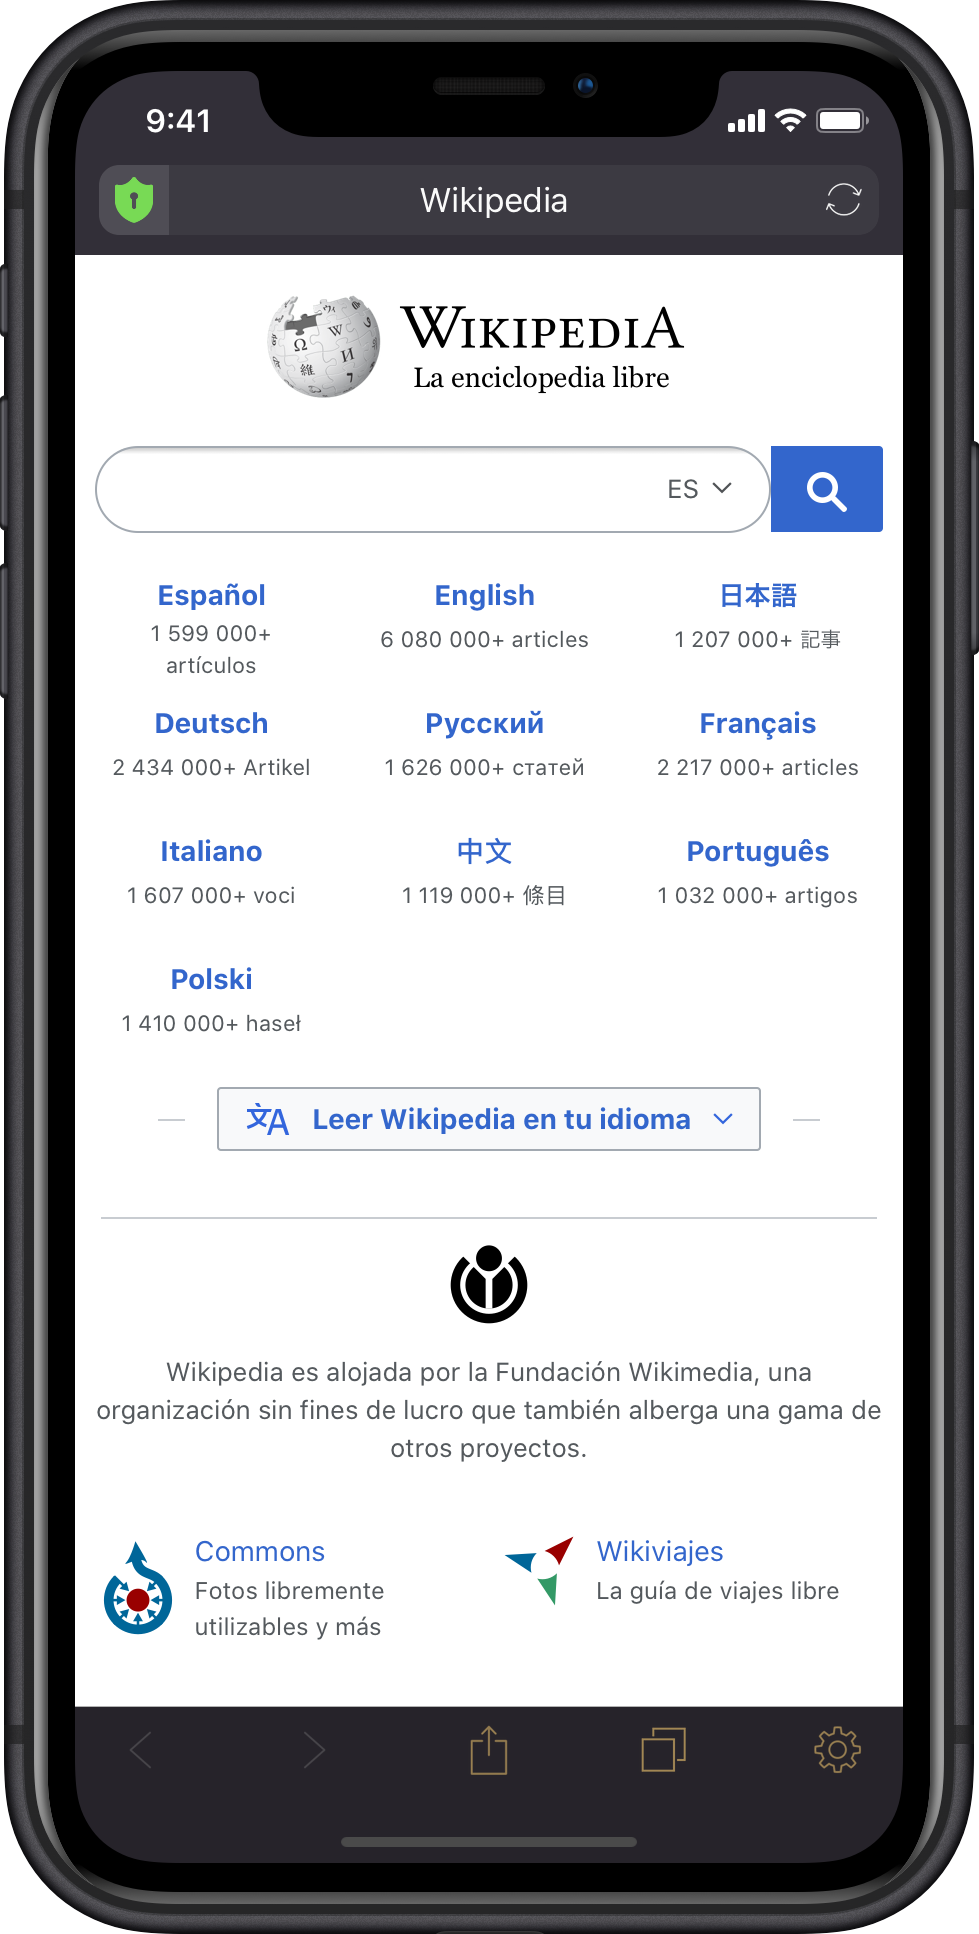 9:41
Wikipedia
WIKIPEDIA
La enciclopedia libre
ES
Español
English
日本語
1 599 000+
artículos
6 080 000+ articles
1 207 000+ 記事
Deutsch
Русский
Français
2 434 000+ Artikel
1 626 000+ статей
2 217 000+ articles
Italiano
中文
Português
1 607 000+ voci
1 119 000+ 條目
1 032 000+ artigos
Polski
1 410 000+ haseł
Leer Wikipedia en tu idioma
Wikipedia es alojada por la Fundación Wikimedia, una
organización sin fines de lucro que también alberga una gama de
otros proyectos.
Commons
Fotos libremente
utilizables y más
Wikiviajes
La guía de viajes libre